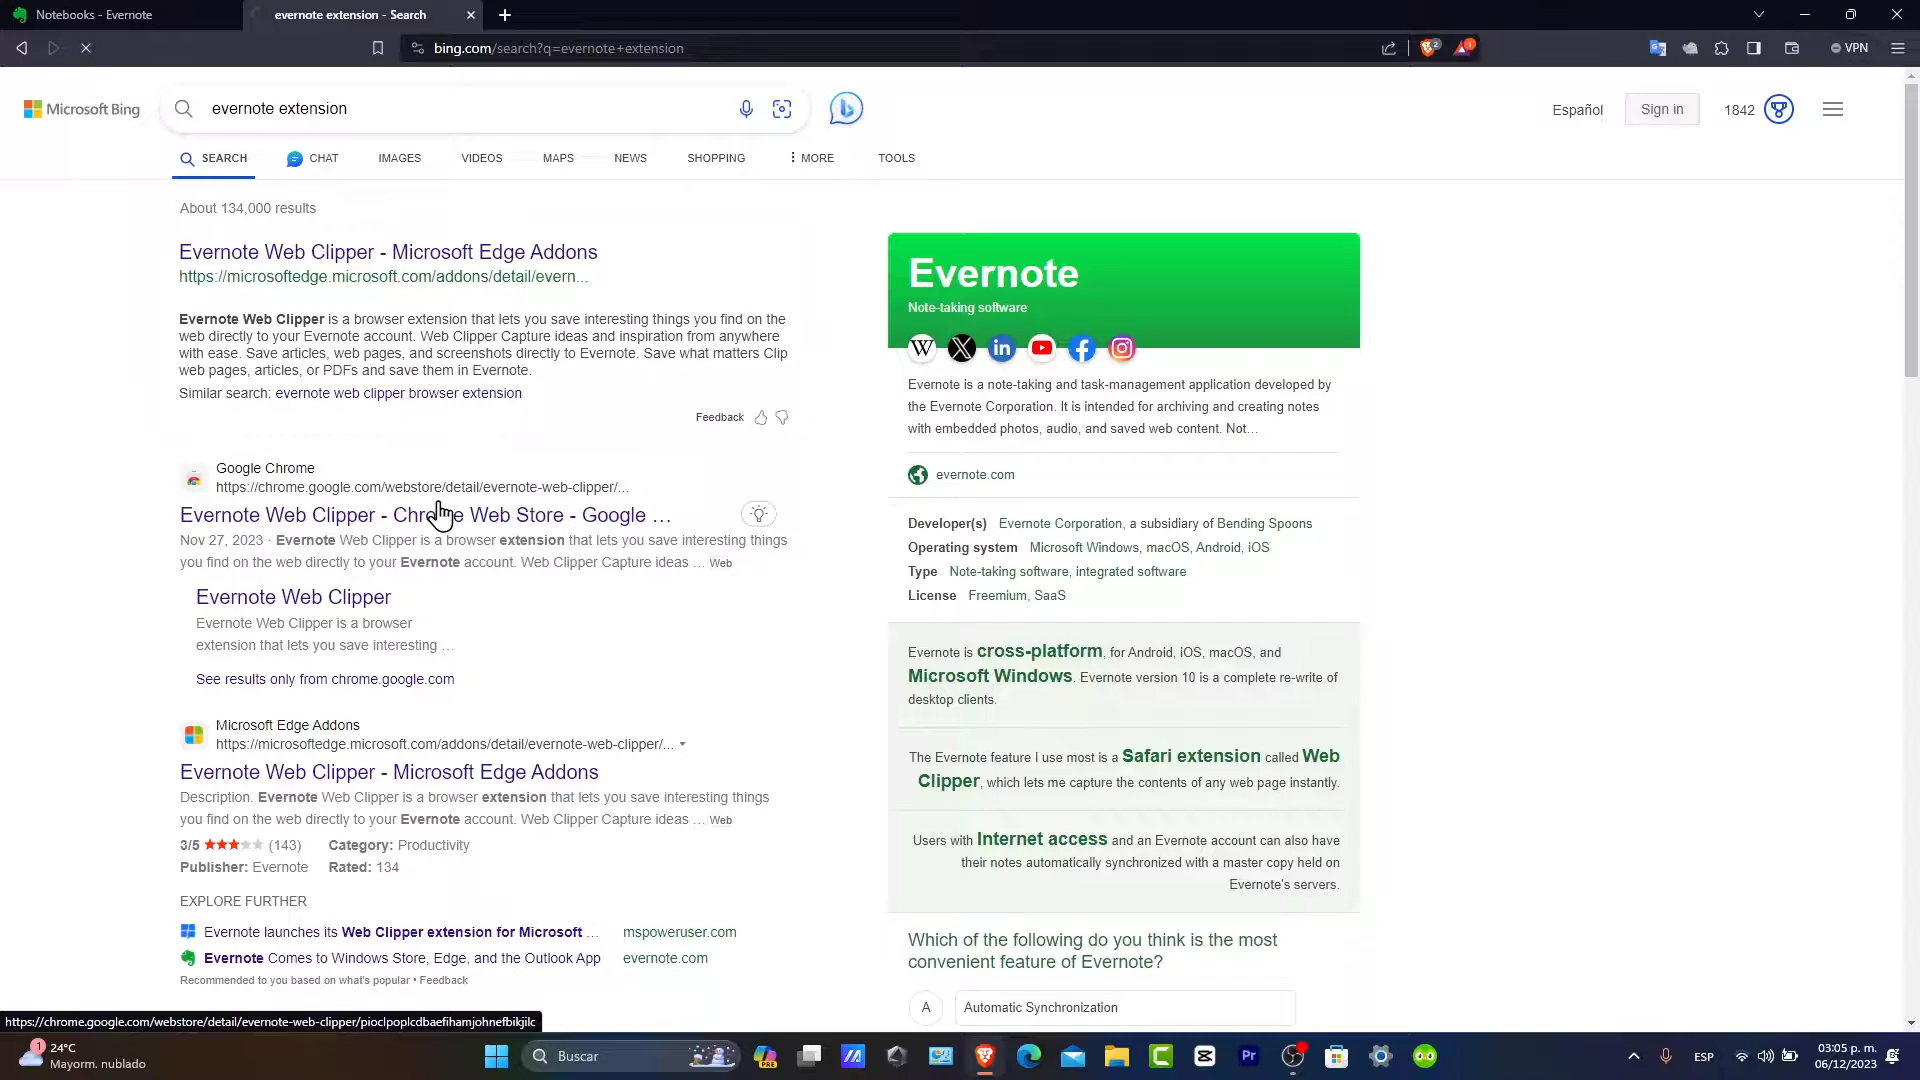 Notebooks - Evernote
evernote extension - Search
bing.com/search?q=evernote+extension
2
1
VPN
Microsoft Bing
evernote extension
Español
Sign in
1842
SEARCH
CHAT
IMAGES
VIDEOS
MAPS
NEWS
SHOPPING
MORE
TOOLS
About 134,000 results
Evernote Web Clipper - Microsoft Edge Addons
https://microsoftedge.microsoft.com/addons/detail/evern...
Evernote Web Clipper is a browser extension that lets you save interesting things you find on the
web directly to your Evernote account. Web Clipper Capture ideas and inspiration from anywhere
with ease. Save articles, web pages, and screenshots directly to Evernote. Save what matters Clip
web pages, articles, or PDFs and save them in Evernote.
Similar search: evernote web clipper browser extension
Feedback
Google Chrome
https://chrome.google.com/webstore/detail/evernote-web-clipper/...
Evernote Web Clipper - Chrome Web Store - Google ...
Nov 27, 2023 · Evernote Web Clipper is a browser extension that lets you save interesting things
you find on the web directly to your Evernote account. Web Clipper Capture ideas ... Web
Evernote Web Clipper
Evernote Web Clipper is a browser
extension that lets you save interesting ...
See results only from chrome.google.com
Microsoft Edge Addons
https://microsoftedge.microsoft.com/addons/detail/evernote-web-clipper/...
Evernote Web Clipper - Microsoft Edge Addons
Description. Evernote Web Clipper is a browser extension that lets you save interesting things
you find on the web directly to your Evernote account. Web Clipper Capture ideas ... Web
3/5 (143) Category: Productivity
Publisher: Evernote Rated: 134
EXPLORE FURTHER
Evernote launches its Web Clipper extension for Microsoft ... mspoweruser.com
Evernote Comes to Windows Store, Edge, and the Outlook App evernote.com
Recommended to you based on what's popular • Feedback
Evernote
Note-taking software
Evernote is a note-taking and task-management application developed by
the Evernote Corporation. It is intended for archiving and creating notes
with embedded photos, audio, and saved web content. Not...
evernote.com
Developer(s) Evernote Corporation, a subsidiary of Bending Spoons
Operating system Microsoft Windows, macOS, Android, iOS
Type Note-taking software, integrated software
License Freemium, SaaS
Evernote is cross-platform, for Android, iOS, macOS, and
Microsoft Windows. Evernote version 10 is a complete re-write of
desktop clients.
The Evernote feature I use most is a Safari extension called Web
Clipper, which lets me capture the contents of any web page instantly.
Users with Internet access and an Evernote account can also have
their notes automatically synchronized with a master copy held on
Evernote's servers.
Which of the following do you think is the most
convenient feature of Evernote?
A Automatic Synchronization
https://chrome.google.com/webstore/detail/evernote-web-clipper/pioclpoplcdbaefihamjohnefbikjilc
1
24°C
Mayorm. nublado
Buscar
PRE
Pr
ESP
03:05 p. m.
06/12/2023